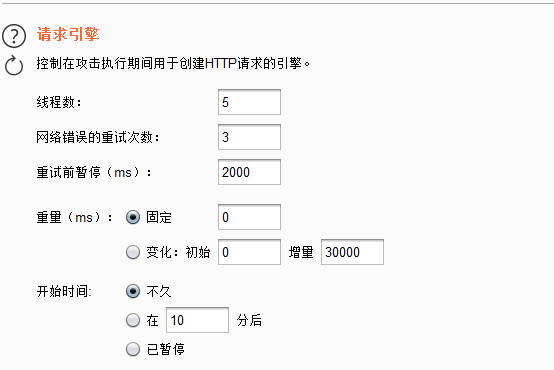 请求引擎
控制在攻击执行期间用于创建HTTP请求的引擎。
线程数： 5
网络错误的重试次数： 3
重试前暂停（ms）： 2000
重量（ms）： 固定 0
变化：初始 0 增量 30000
开始时间: 不久
在 10 分后
已暂停